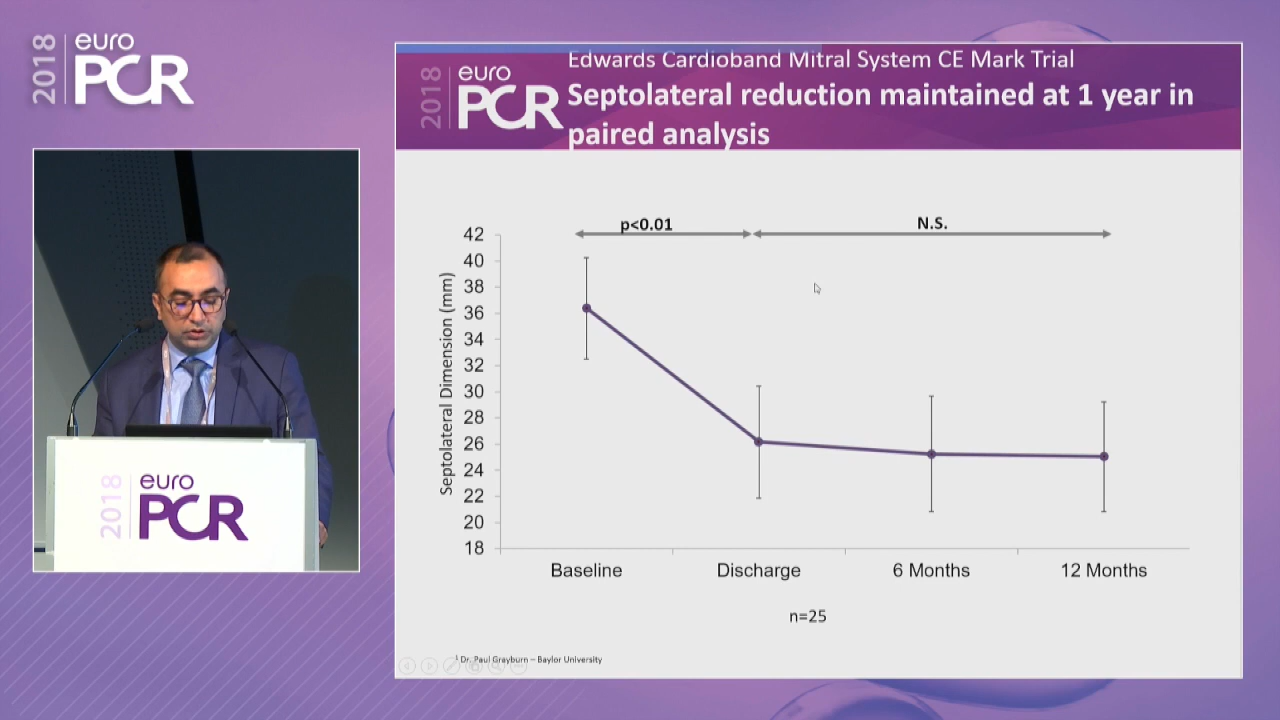 2018
euro
PCR
2018
euro
PCR
Edwards Cardioband Mitral System CE Mark Trial
Septolateral reduction maintained at 1 year in
paired analysis
p<0.01
N.S.
Septolateral Dimension (mm)
42
40
38
36
34
32
30
28
26
24
22
20
18
Baseline
Discharge
6 Months
12 Months
n=25
1 Dr. Paul Grayburn – Baylor University
2018
euro
PCR